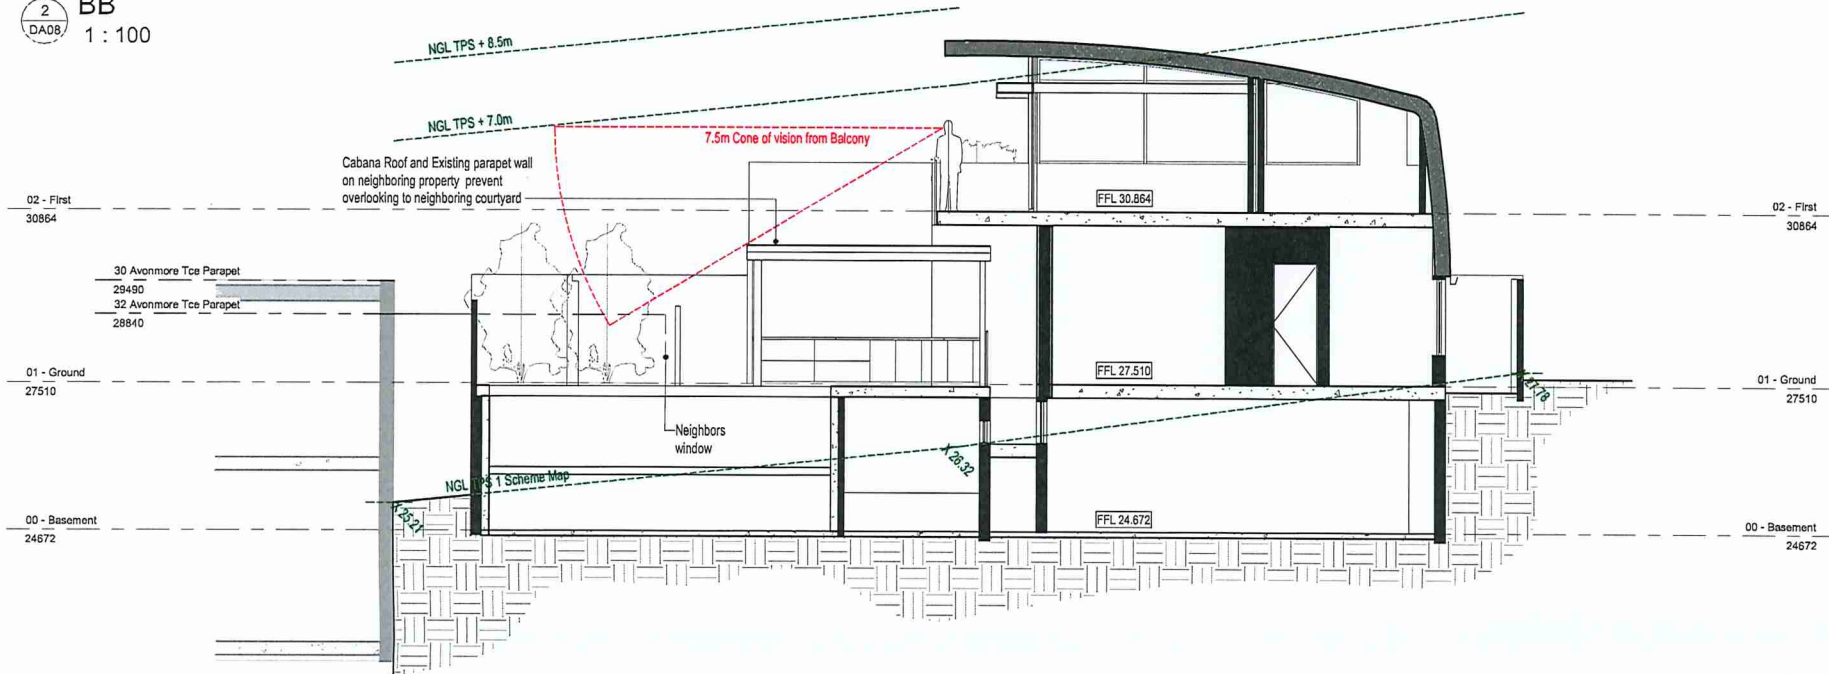 2
DA08
BB
1 : 100
NGL TPS + 8.5m
NGL TPS + 7.0m
7.5m Cone of vision from Balcony
Cabana Roof and Existing parapet wall
on neighboring property prevent
overlooking to neighboring courtyard
02 - First
30864
FFL 30.864
02 - First
30864
30 Avonmore Tce Parapet
29490
32 Avonmore Tce Parapet
28840
01 - Ground
27510
FFL 27.510
01 - Ground
27510
X 27.78
Neighbors
window
X 26.32
NGL TPS 1 Scheme Map
X 25.21
00 - Basement
24672
FFL 24.672
00 - Basement
24672